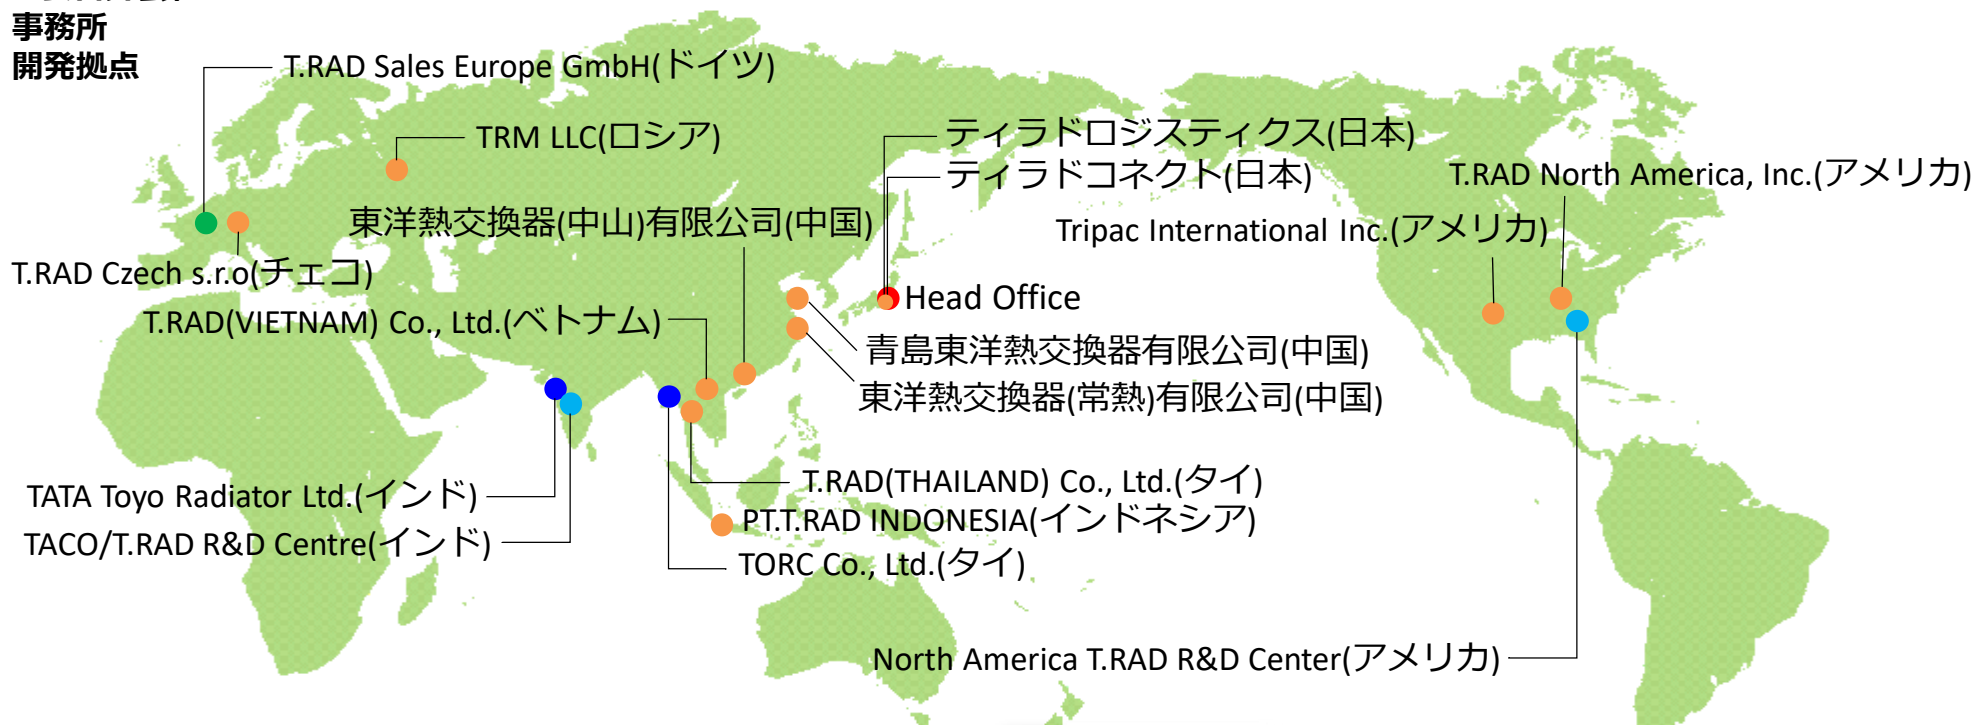 事務所
開発拠点
T.RAD Sales Europe GmbH(ドイツ)
TRM LLC(ロシア)
ティラドロジスティクス(日本)
ティラドコネクト(日本)
T.RAD North America, Inc.(アメリカ)
東洋熱交換器(中山)有限公司(中国)
Tripac International Inc.(アメリカ)
T.RAD Czech s.r.o(チェコ)
Head Office
T.RAD(VIETNAM) Co., Ltd.(ベトナム)
青島東洋熱交換器有限公司(中国)
東洋熱交換器(常熱)有限公司(中国)
T.RAD(THAILAND) Co., Ltd.(タイ)
TATA Toyo Radiator Ltd.(インド)
PT.T.RAD INDONESIA(インドネシア)
TACO/T.RAD R&D Centre(インド)
TORC Co., Ltd.(タイ)
North America T.RAD R&D Center(アメリカ)